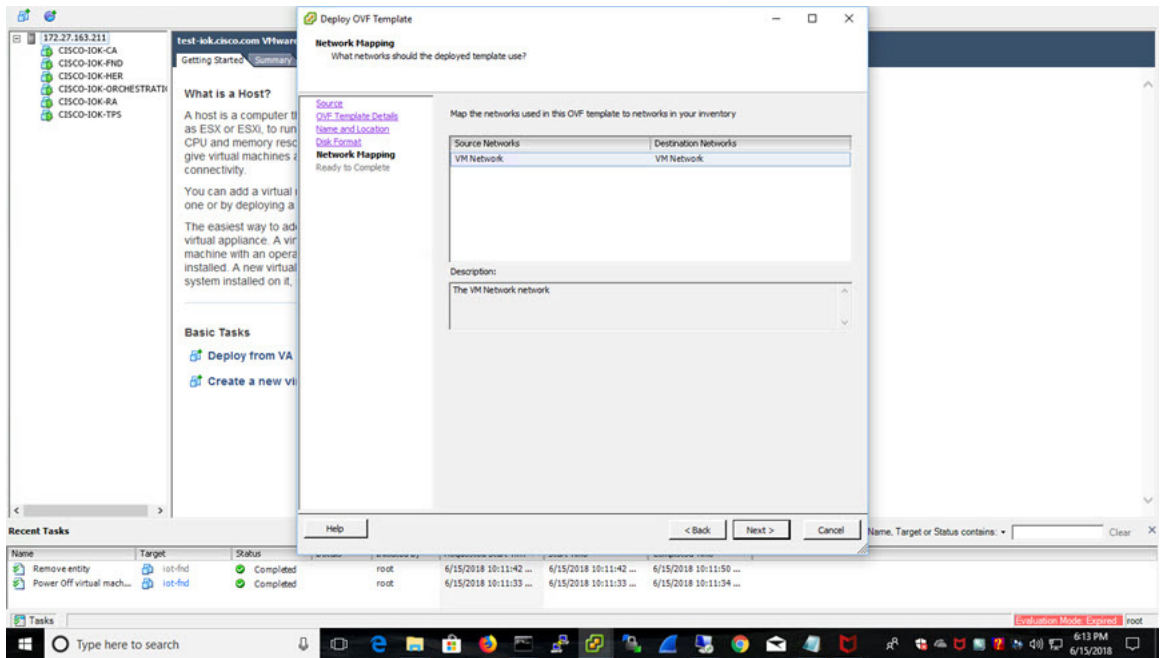 Deploy OVF Template
Network Mapping
What networks should the deployed template use?
172.27.163.211
CISCO-IOK-CA
CISCO-IOK-FND
CISCO-IOK-HER
CISCO-IOK-ORCHESTRATI
CISCO-IOK-RA
CISCO-IOK-TPS
test-iok.cisco.com VMware
Getting Started
Summary
What is a Host?
A host is a computer
as ESX or ESXi, to run
CPU and memory
give virtual machines
connectivity.
You can add a virtual
one or by deploying a
The easiest way to
virtual appliance. A
machine with an
installed. A new virtual
system installed on it,
Basic Tasks
Deploy from VA
Create a new
Source
OVF Template Details
Name and Location
Disk Format
Network Mapping
Ready to Complete
Map the networks used in this OVF template to networks in your inventory
Source Networks Destination Networks
VM Network VM Network
Description:
The VM Network network
Help < Back Next > Cancel
Recent Tasks
Name, Target or Status contains: Clear
Name Target Status
Remove entity iot-fnd Completed root 6/15/2018 10:11:42 ... 6/15/2018 10:11:42 ... 6/15/2018 10:11:50 ...
Power Off virtual mach... iot-fnd Completed root 6/15/2018 10:11:33 ... 6/15/2018 10:11:33 ... 6/15/2018 10:11:34 ...
Tasks
Evaluation Mode: Expired root
Type here to search
6:13 PM
6/15/2018